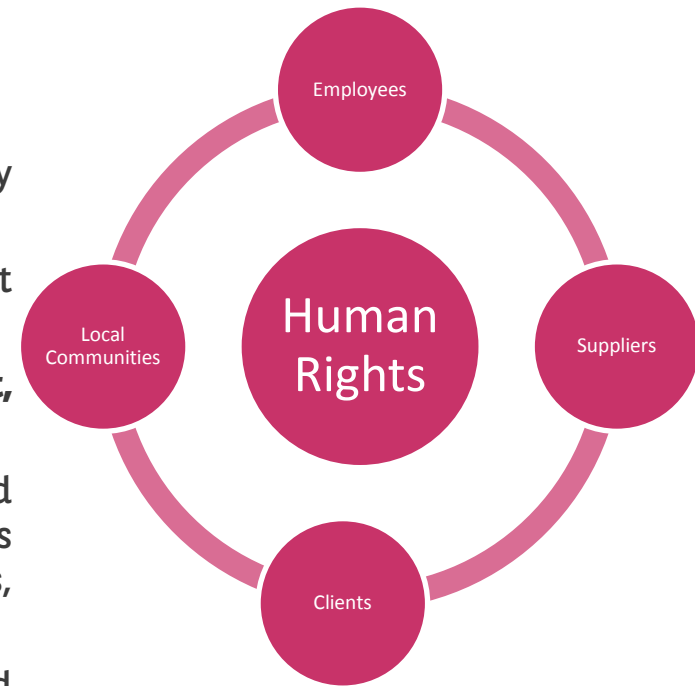 Employees
Human
Rights
Local
Communities
Suppliers
Clients